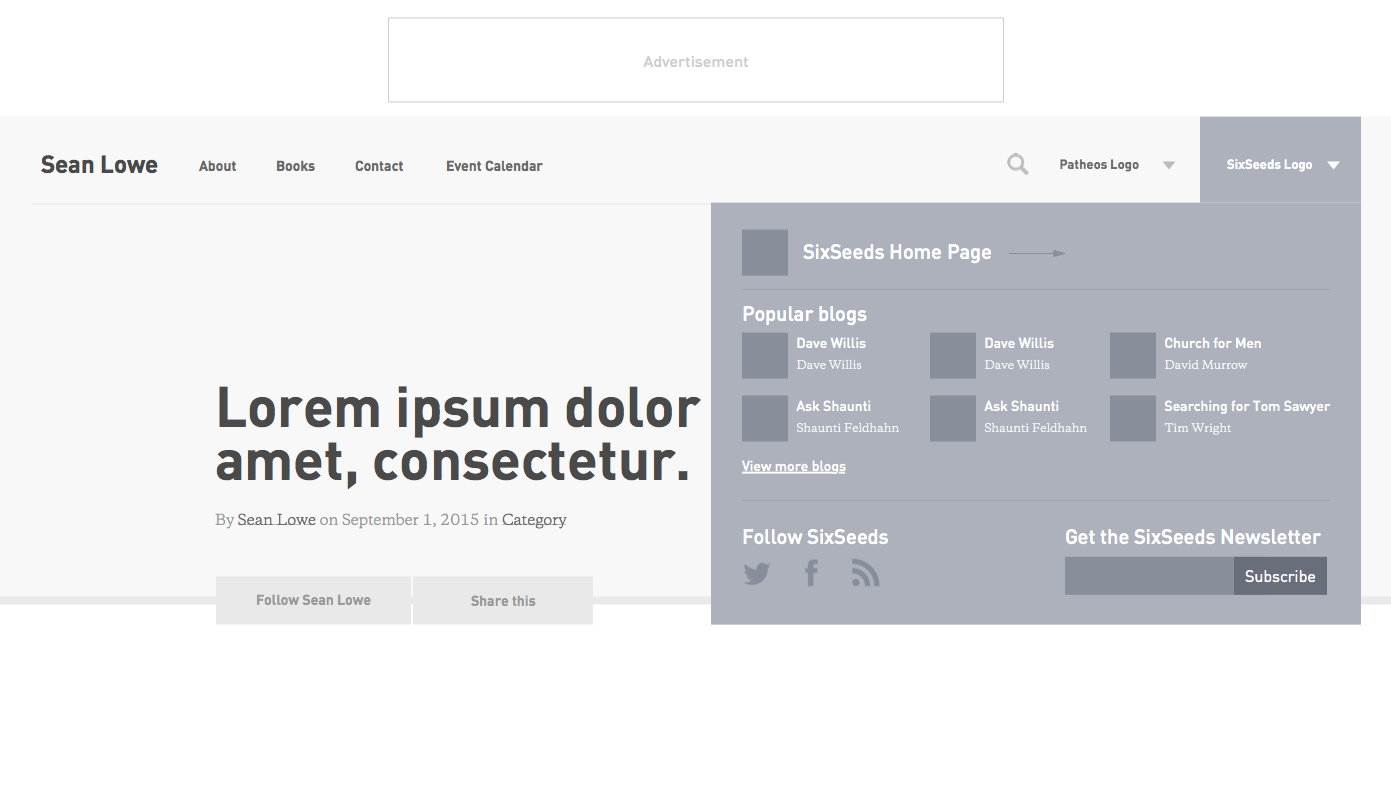 Advertisement
Sean Lowe
About
Books
Contact
Event Calendar
Patheos Logo
SixSeeds Logo
SixSeeds Home Page
Popular blogs
Dave Willis
Dave Willis
Dave Willis
Dave Willis
Church for Men
David Murrow
Ask Shaunti
Shaunti Feldhahn
Ask Shaunti
Shaunti Feldhahn
Searching for Tom Sawyer
Tim Wright
View more blogs
Follow SixSeeds
Get the SixSeeds Newsletter
Subscribe
Lorem ipsum dolor
amet, consectetur.
By Sean Lowe on September 1, 2015 in Category
Follow Sean Lowe
Share this